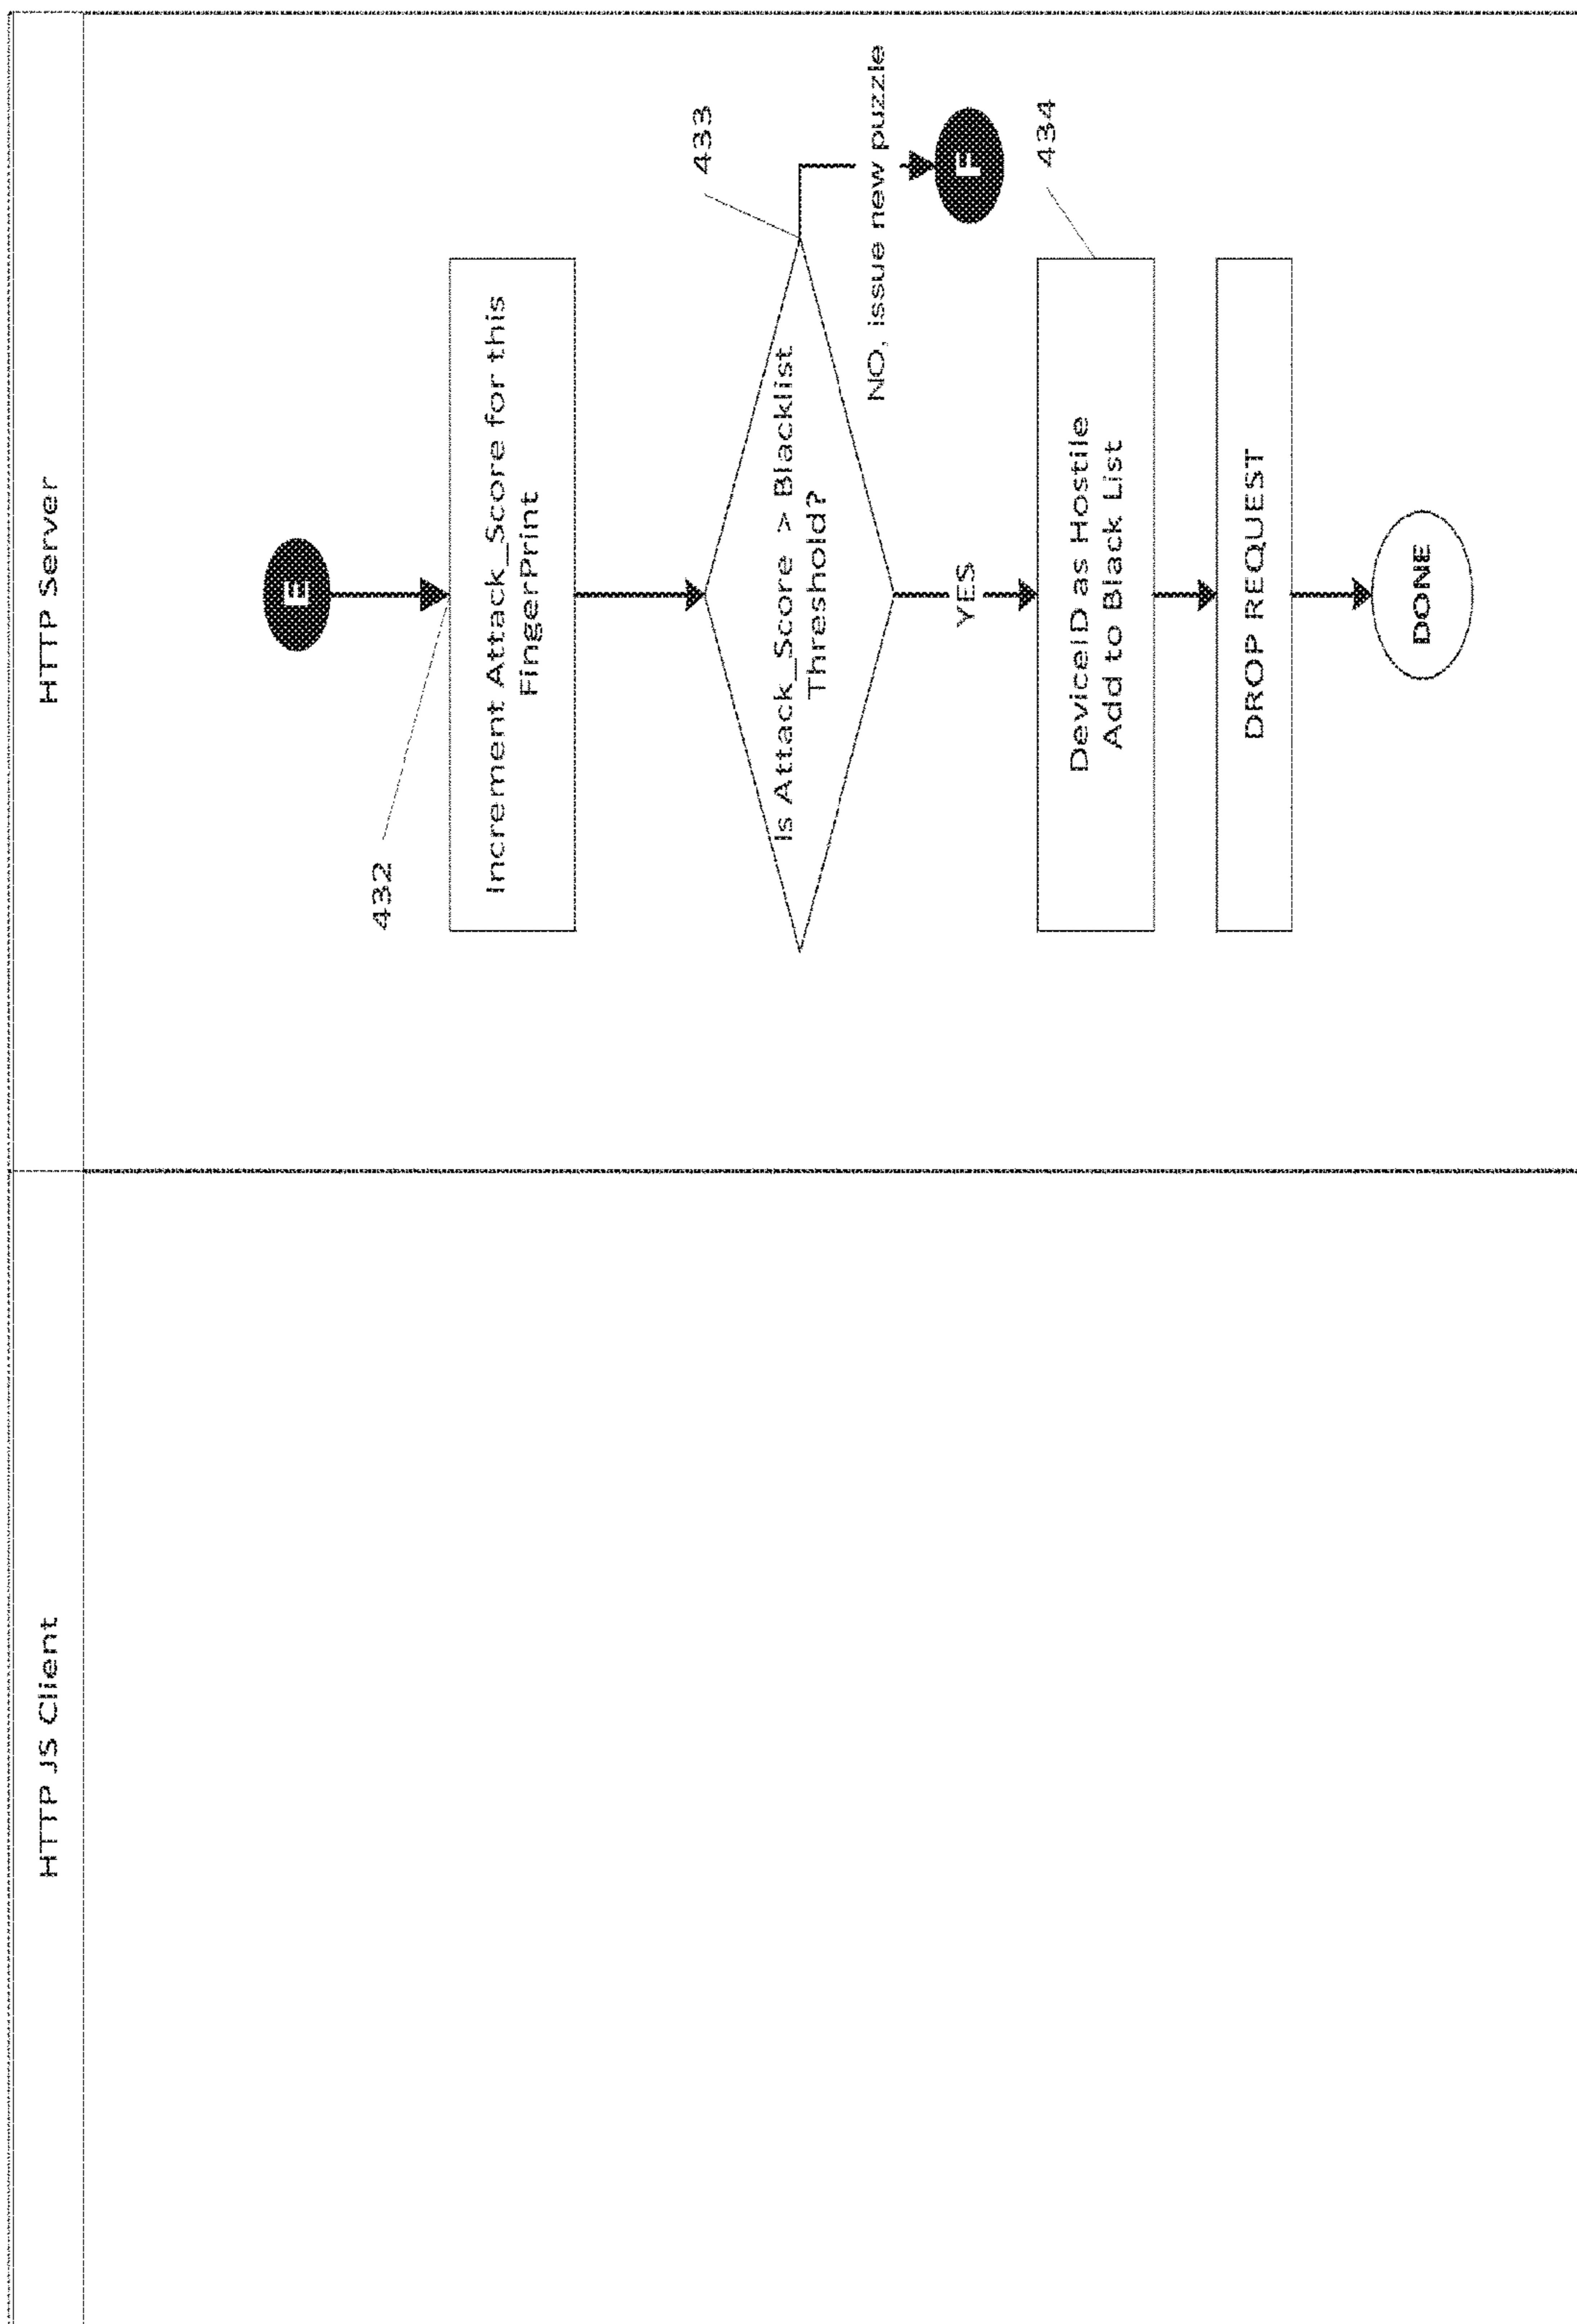 HTTP JS Client
HTTP Server
E
432
Increment Attack_Score for this
FingerPrint
433
Is Attack_Score > Blacklist
Threshold?
NO, issue new puzzle
F
YES
434
DeviceID as Hostile
Add to Black List
DROP REQUEST
DONE